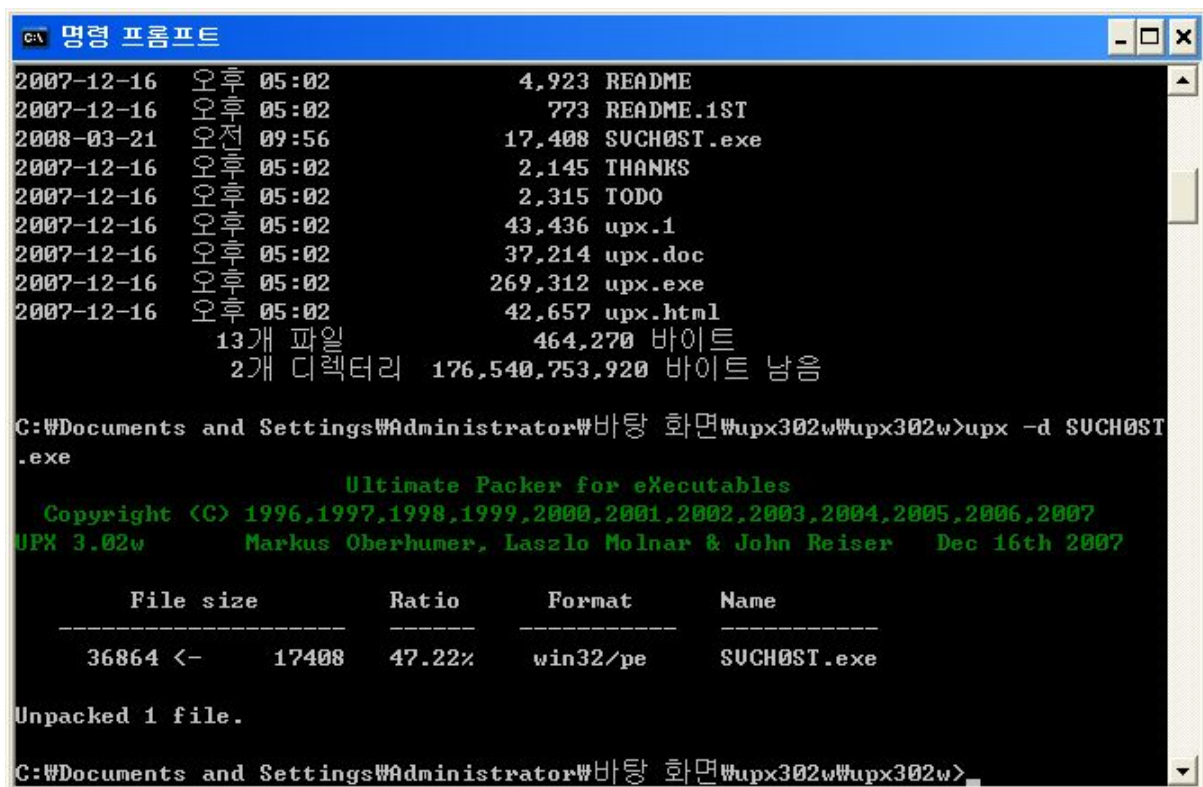 명령 프롬프트
2007-12-16 오후 05:02 4,923 README
2007-12-16 오후 05:02 773 README.1ST
2008-03-21 오전 09:56 17,408 SVCH0ST.exe
2007-12-16 오후 05:02 2,145 THANKS
2007-12-16 오후 05:02 2,315 TODO
2007-12-16 오후 05:02 43,436 upx.1
2007-12-16 오후 05:02 37,214 upx.doc
2007-12-16 오후 05:02 269,312 upx.exe
2007-12-16 오후 05:02 42,657 upx.html
13개 파일 464,270 바이트
2개 디렉터리 176,540,753,920 바이트 남음
C:₩Documents and Settings₩Administrator₩바탕 화면₩upx302w₩upx302w>upx -d SVCH0ST
.exe
Ultimate Packer for eXecutables
Copyright (C) 1996,1997,1998,1999,2000,2001,2002,2003,2004,2005,2006,2007
UPX 3.02w Markus Oberhumer, Laszlo Molnar & John Reiser Dec 16th 2007
File size Ratio Format Name
-------------------- ------ ----------- -----------
36864 <- 17408 47.22% win32/pe SVCH0ST.exe
Unpacked 1 file.
C:₩Documents and Settings₩Administrator₩바탕 화면₩upx302w₩upx302w>_